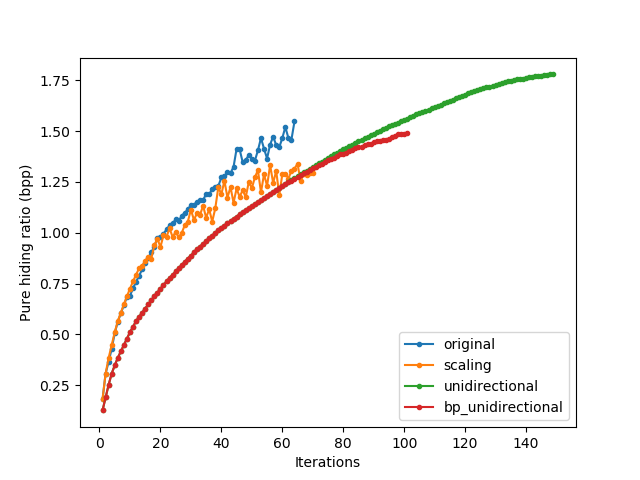 1.75
1.50
1.25
1.00
0.75
0.50
0.25
Pure hiding ratio (bpp)
original
scaling
unidirectional
bp_unidirectional
0 20 40 60 80 100 120 140
Iterations